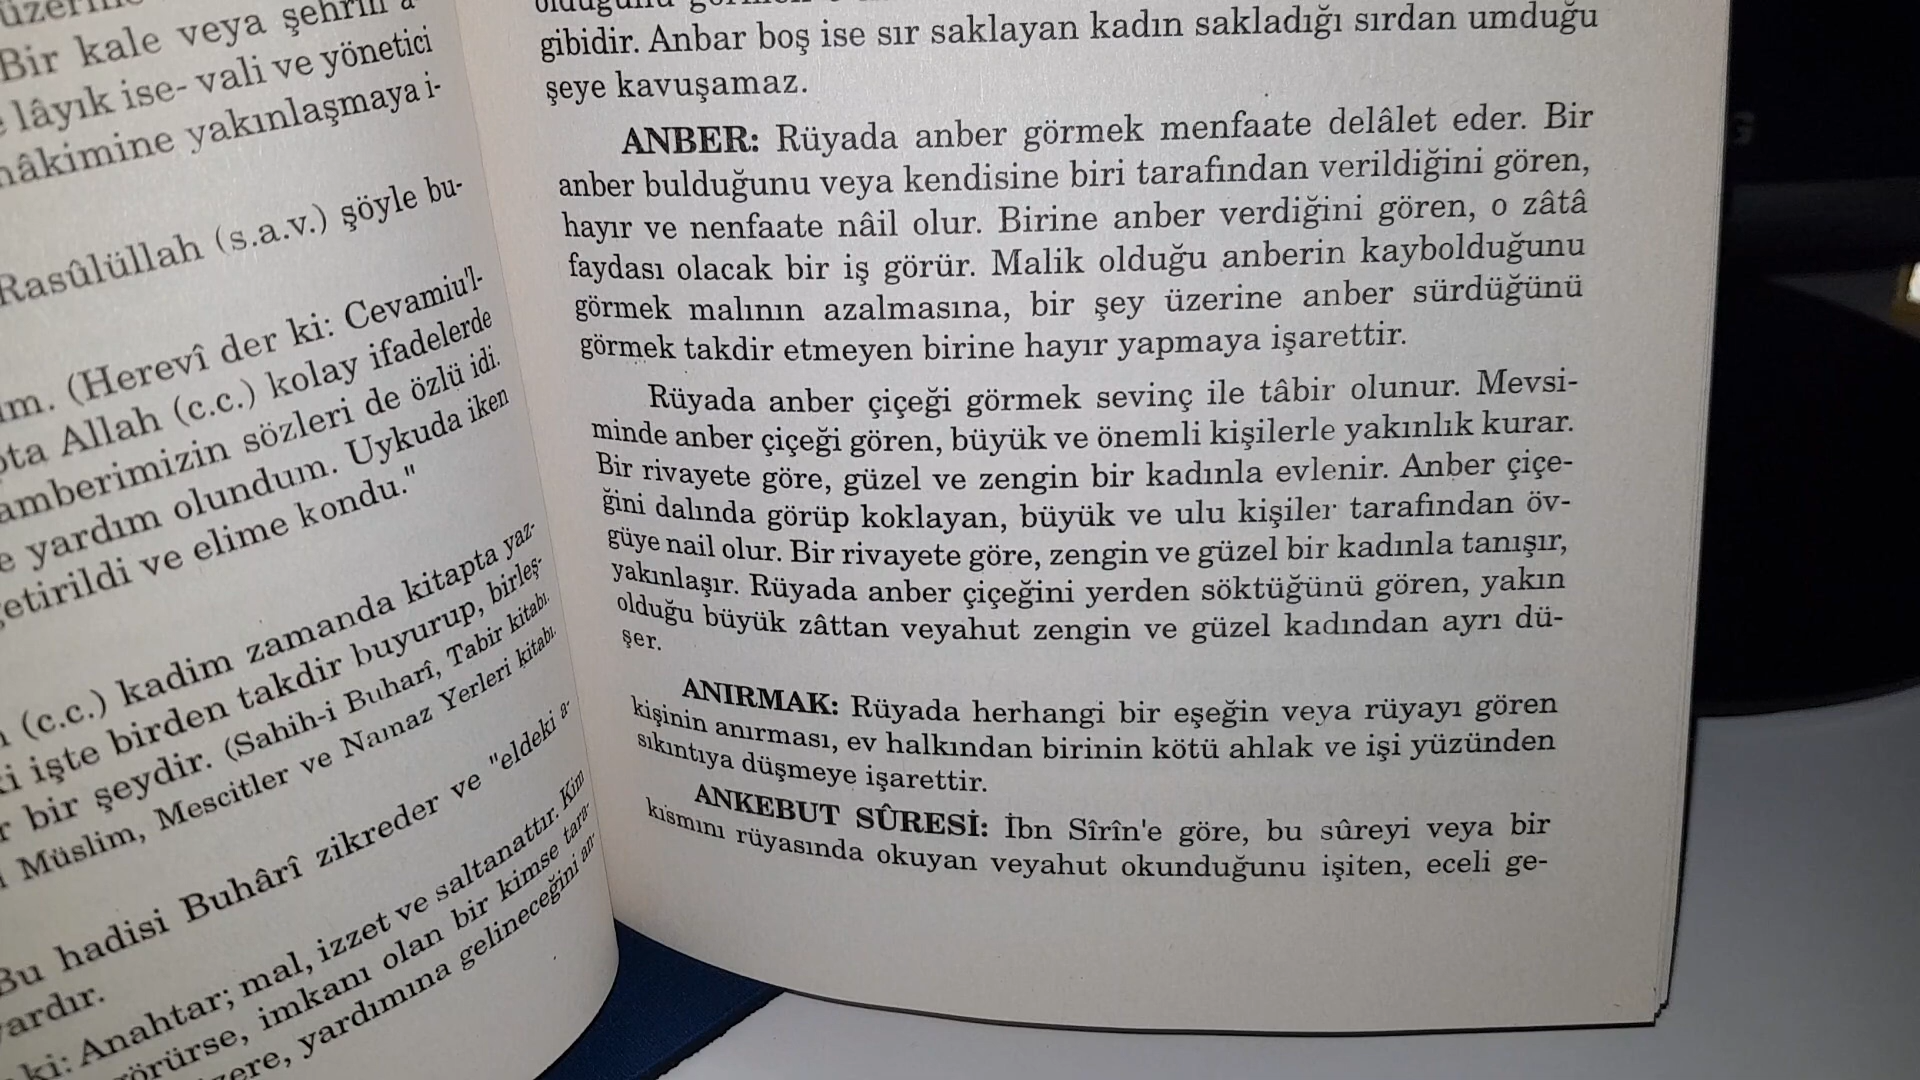 Bir kale veya şehrin a-
lâyık ise- vali ve yönetici
hâkimine yakınlaşmaya i-
Rasûlüllah (s.a.v.) şöyle bu-
(Herevî der ki: Cevamiu'l-
Allah (c.c.) kolay ifadelerde
amberimizin sözleri de özlü idi.
e yardım olundum. Uykuda iken
etirildi ve elime kondu."
(c.c.) kadim zamanda kitapta yaz-
işte birden takdir buyurup, birleş-
bir şeydir. (Sahih-i Buharî, Tabir kitabı.
Müslim, Mescitler ve Namaz Yerleri kitabı.
Bu hadisi Buhârî zikreder ve "eldeki a-
vardır.
ki: Anahtar; mal, izzet ve saltanattır. Kim
görürse, imkanı olan bir kimse tara-
zere, yardımına gelineceğini an-
olduğunu
gibidir. Anbar boş ise sır saklayan kadın sakladığı sırdan umduğu
şeye kavuşamaz.
ANBER: Rüyada anber görmek menfaate delâlet eder. Bir
anber bulduğunu veya kendisine biri tarafından verildiğini gören,
hayır ve nenfaate nâil olur. Birine anber verdiğini gören, o zâtâ
faydası olacak bir iş görür. Malik olduğu anberin kaybolduğunu
görmek malının azalmasına, bir şey üzerine anber sürdüğünü
görmek takdir etmeyen birine hayır yapmaya işarettir.
Rüyada anber çiçeği görmek sevinç ile tâbir olunur. Mevsi-
minde anber çiçeği gören, büyük ve önemli kişilerle yakınlık kurar.
Bir rivayete göre, güzel ve zengin bir kadınla evlenir. Anber çiçe-
ğini dalında görüp koklayan, büyük ve ulu kişiler tarafından öv-
güye nail olur. Bir rivayete göre, zengin ve güzel bir kadınla tanışır,
yakınlaşır. Rüyada anber çiçeğini yerden söktüğünü gören, yakın
olduğu büyük zâttan veyahut zengin ve güzel kadından ayrı dü-
şer.
ANIRMAK: Rüyada herhangi bir eşeğin veya rüyayı gören
kişinin anırması, ev halkından birinin kötü ahlak ve işi yüzünden
sıkıntıya düşmeye işarettir.
ANKEBUT SÛRESİ: İbn Sîrîn'e göre, bu sûreyi veya bir
kısmını rüyasında okuyan veyahut okunduğunu işiten, eceli ge-